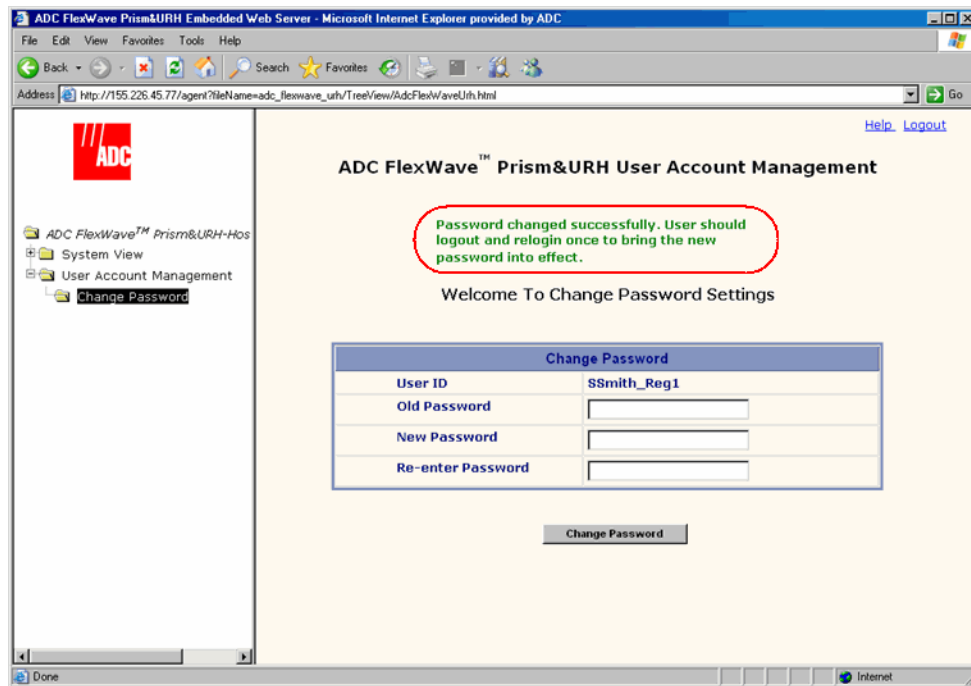 ADC FlexWave Prism&URH Embedded Web Server - Microsoft Internet Explorer provided by ADC
File Edit View Favorites Tools Help
Back Search Favorites
Address http://155.226.45.77/agent?fileName=adc_flexwave_urh/TreeView/AdcFlexWaveUrh.html Go
Help Logout
ADC
ADC FlexWave™ Prism&URH User Account Management
Password changed successfully. User should
logout and relogin once to bring the new
password into effect.
ADC FlexWave™ Prism&URH-Hos
System View
User Account Management
Change Password
Welcome To Change Password Settings
Change Password
User ID SSmith_Reg1
Old Password
New Password
Re-enter Password
Change Password
Done Internet